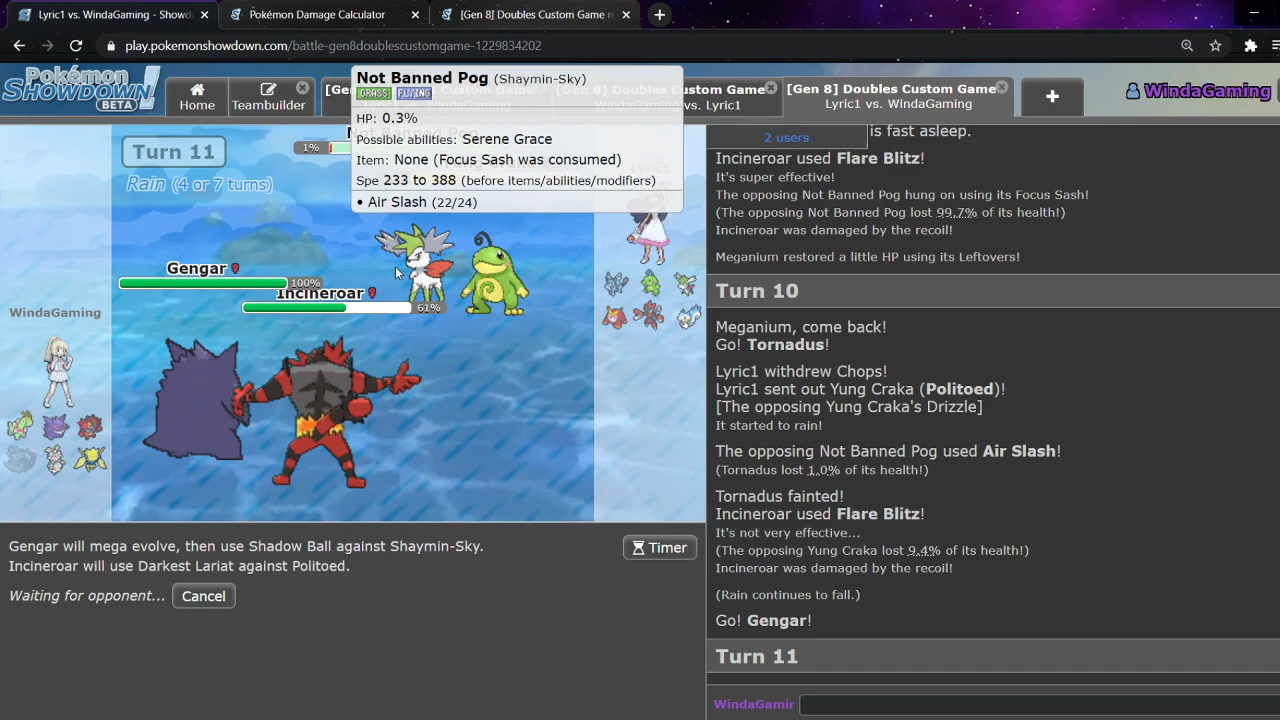 Lyric1 vs. WindaGaming - Showd
Pokémon Damage Calculator
[Gen 8] Doubles Custom Game re
play.pokemonshowdown.com/battle-gen8doublescustomgame-1229834202
Pokémon
SHOWDOWN!
BETA
Home
Teambuilder
[Gen 8] Doubles Custom Game
Lyric1 vs. WindaGaming
WindaGaming
Not Banned Pog (Shaymin-Sky)
GRASS FLYING
HP: 0.3%
Possible abilities: Serene Grace
Item: None (Focus Sash was consumed)
Spe 233 to 388 (before items/abilities/modifiers)
• Air Slash (22/24)
Turn 11
Rain (4 or 7 turns)
1%
Gengar
100%
Incineroar
61%
WindaGaming
Gengar will mega evolve, then use Shadow Ball against Shaymin-Sky.
Incineroar will use Darkest Lariat against Politoed.
Waiting for opponent... Cancel
Timer
2 users
is fast asleep.
Incineroar used Flare Blitz!
It's super effective!
The opposing Not Banned Pog hung on using its Focus Sash!
(The opposing Not Banned Pog lost 99.7% of its health!)
Incineroar was damaged by the recoil!
Meganium restored a little HP using its Leftovers!
Turn 10
Meganium, come back!
Go! Tornadus!
Lyric1 withdrew Chops!
Lyric1 sent out Yung Craka (Politoed)!
[The opposing Yung Craka's Drizzle]
It started to rain!
The opposing Not Banned Pog used Air Slash!
(Tornadus lost 1.0% of its health!)
Tornadus fainted!
Incineroar used Flare Blitz!
It's not very effective...
(The opposing Yung Craka lost 9.4% of its health!)
Incineroar was damaged by the recoil!
(Rain continues to fall.)
Go! Gengar!
Turn 11
WindaGamin